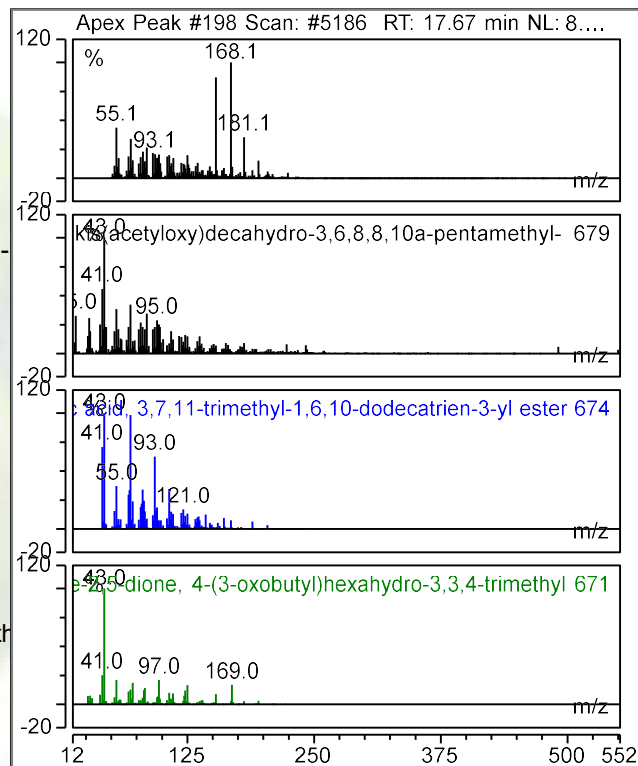 Apex Peak #198 Scan: #5186 RT: 17.67 min NL: 8....
120
%
168.1
55.1
93.1
181.1
m/z
-20
120
(acetyloxy)decahydro-3,6,8,8,10a-pentamethyl- 679
43.0
41.0
95.0
m/z
-20
120
acid, 3,7,11-trimethyl-1,6,10-dodecatrien-3-yl ester 674
43.0
41.0
93.0
55.0
121.0
m/z
-20
120
-dione, 4-(3-oxobutyl)hexahydro-3,3,4-trimethyl 671
43.0
41.0
97.0
169.0
m/z
-20
12 125 250 375 500 552